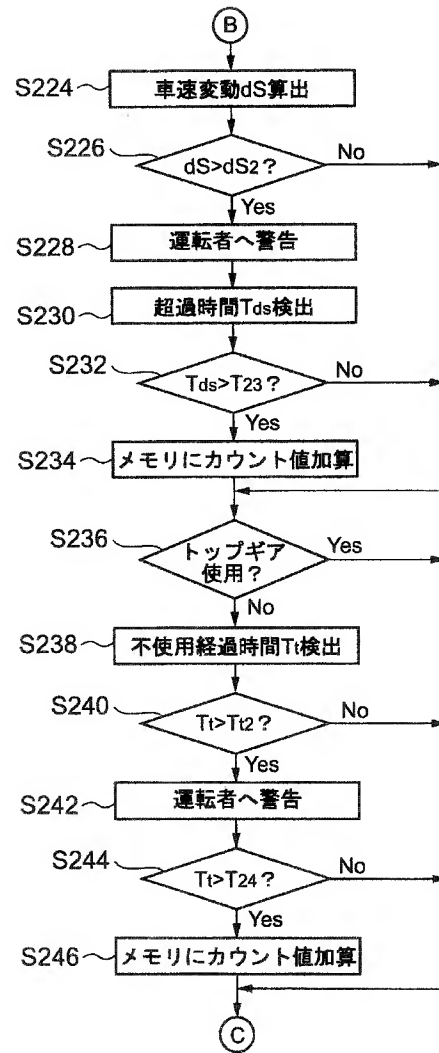 B
S224
車速変動dS算出
S226
dS>dS2?
No
Yes
S228
運転者へ警告
S230
超過時間Tds検出
S232
Tds>T23?
No
Yes
S234
メモリにカウント値加算
S236
トップギア
使用?
Yes
No
S238
不使用経過時間Tt検出
S240
Tt>Tt2?
No
Yes
S242
運転者へ警告
S244
Tt>T24?
No
Yes
S246
メモリにカウント値加算
C